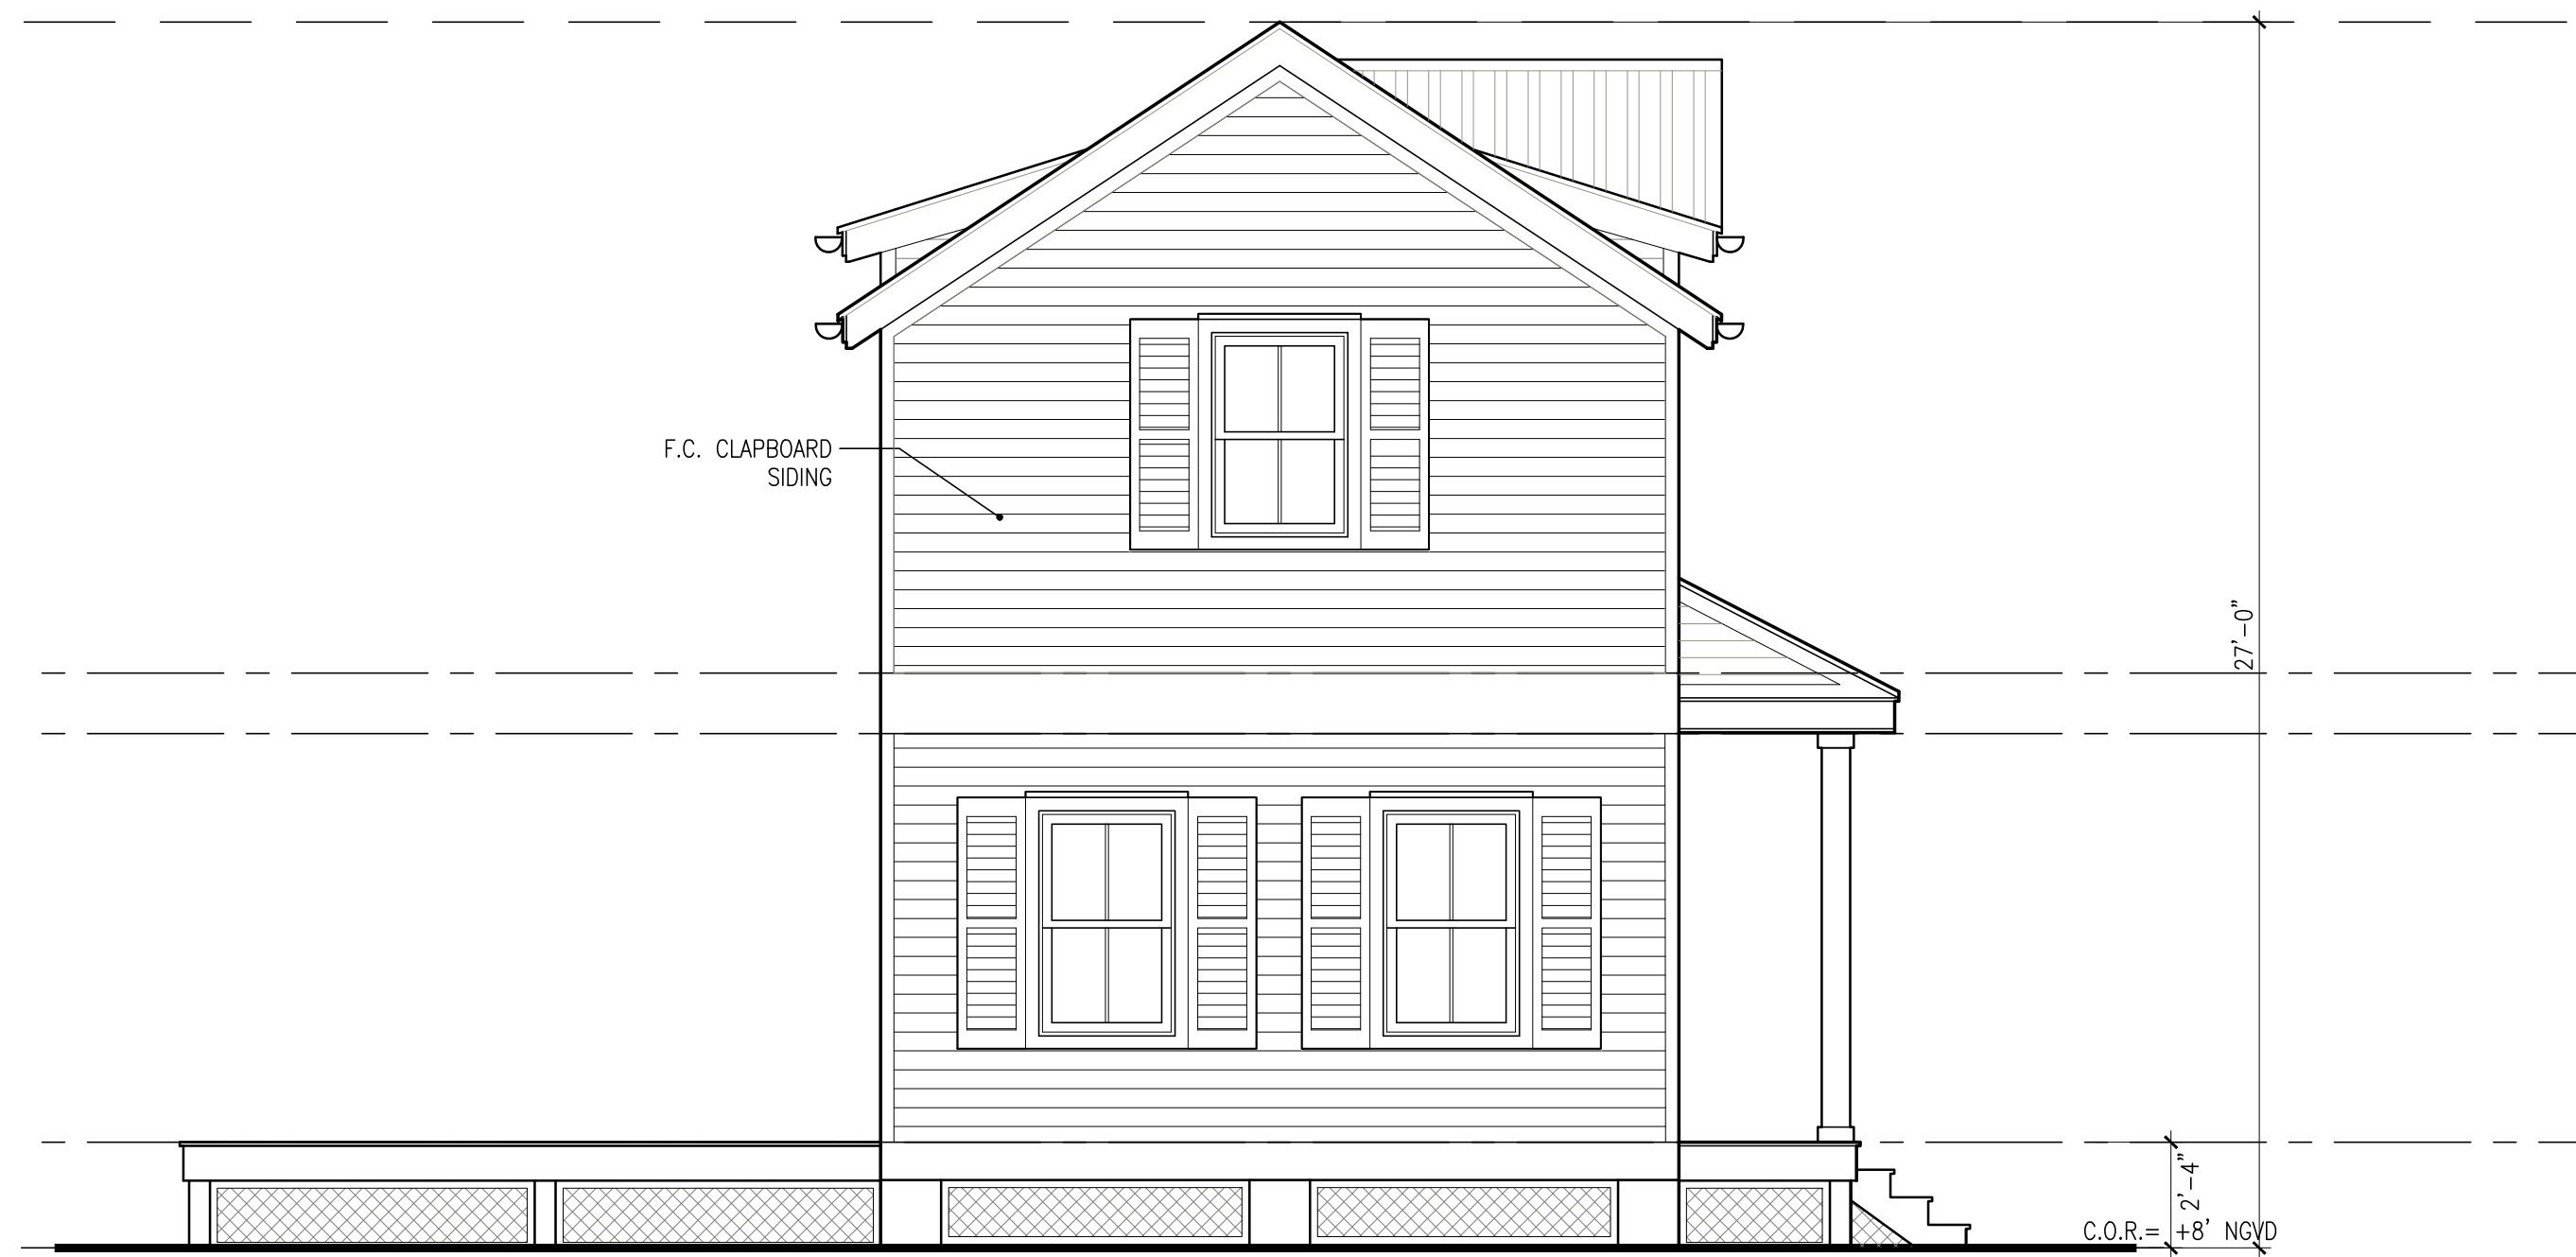 F.C. CLAPBOARD
SIDING
27'-0"
2'-4"
C.O.R.= +8' NGVD